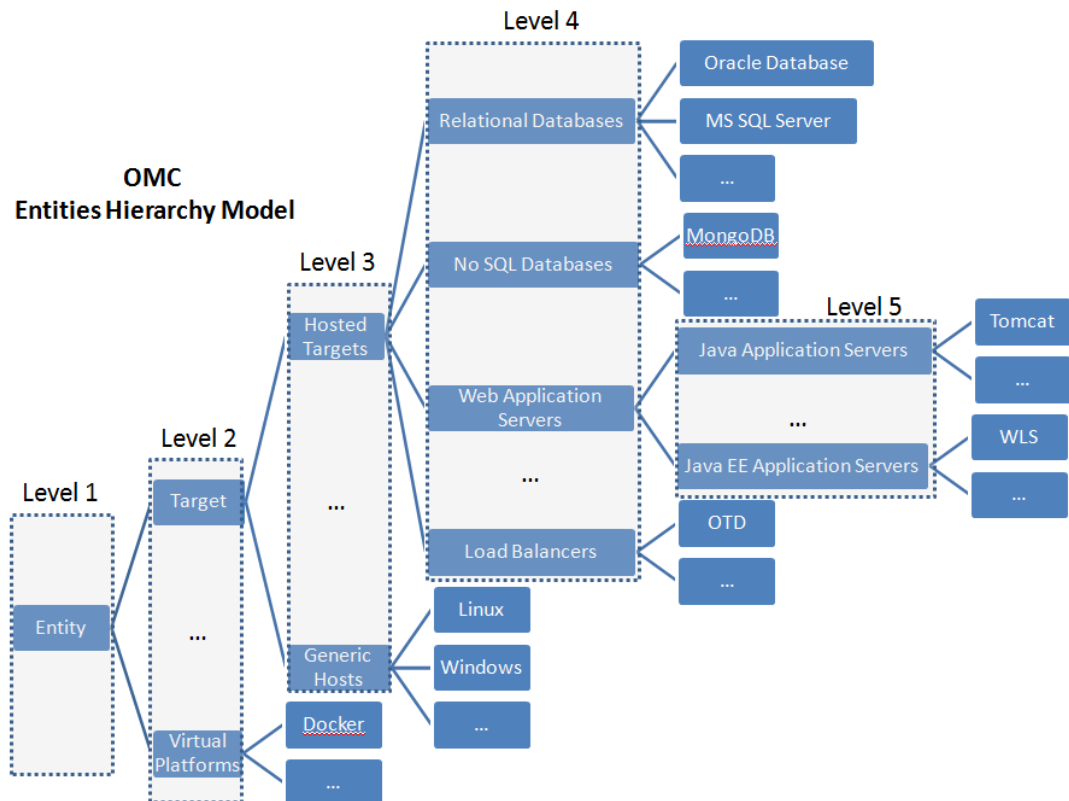 OMC
Entities Hierarchy Model
Level 1
Entity
Level 2
Target
...
Virtual
Platforms
Level 3
Hosted
Targets
...
Generic
Hosts
Docker
...
Level 4
Relational Databases
No SQL Databases
Web Application
Servers
...
Load Balancers
Linux
Windows
...
Oracle Database
MS SQL Server
...
MongoDB
...
Level 5
Java Application Servers
...
Java EE Application Servers
OTD
...
Tomcat
...
WLS
...